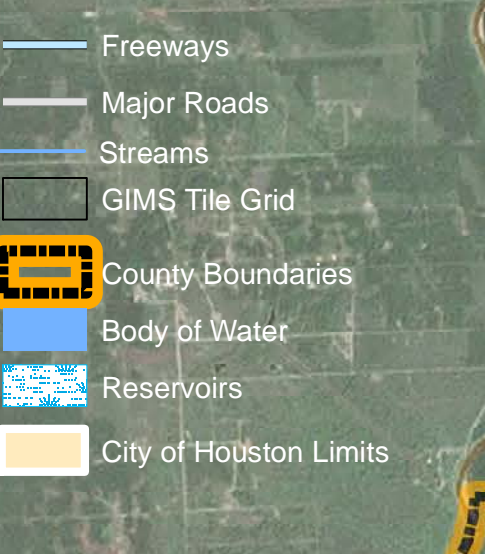 Freeways
Major Roads
Streams
GIMS Tile Grid
County Boundaries
Body of Water
Reservoirs
City of Houston Limits